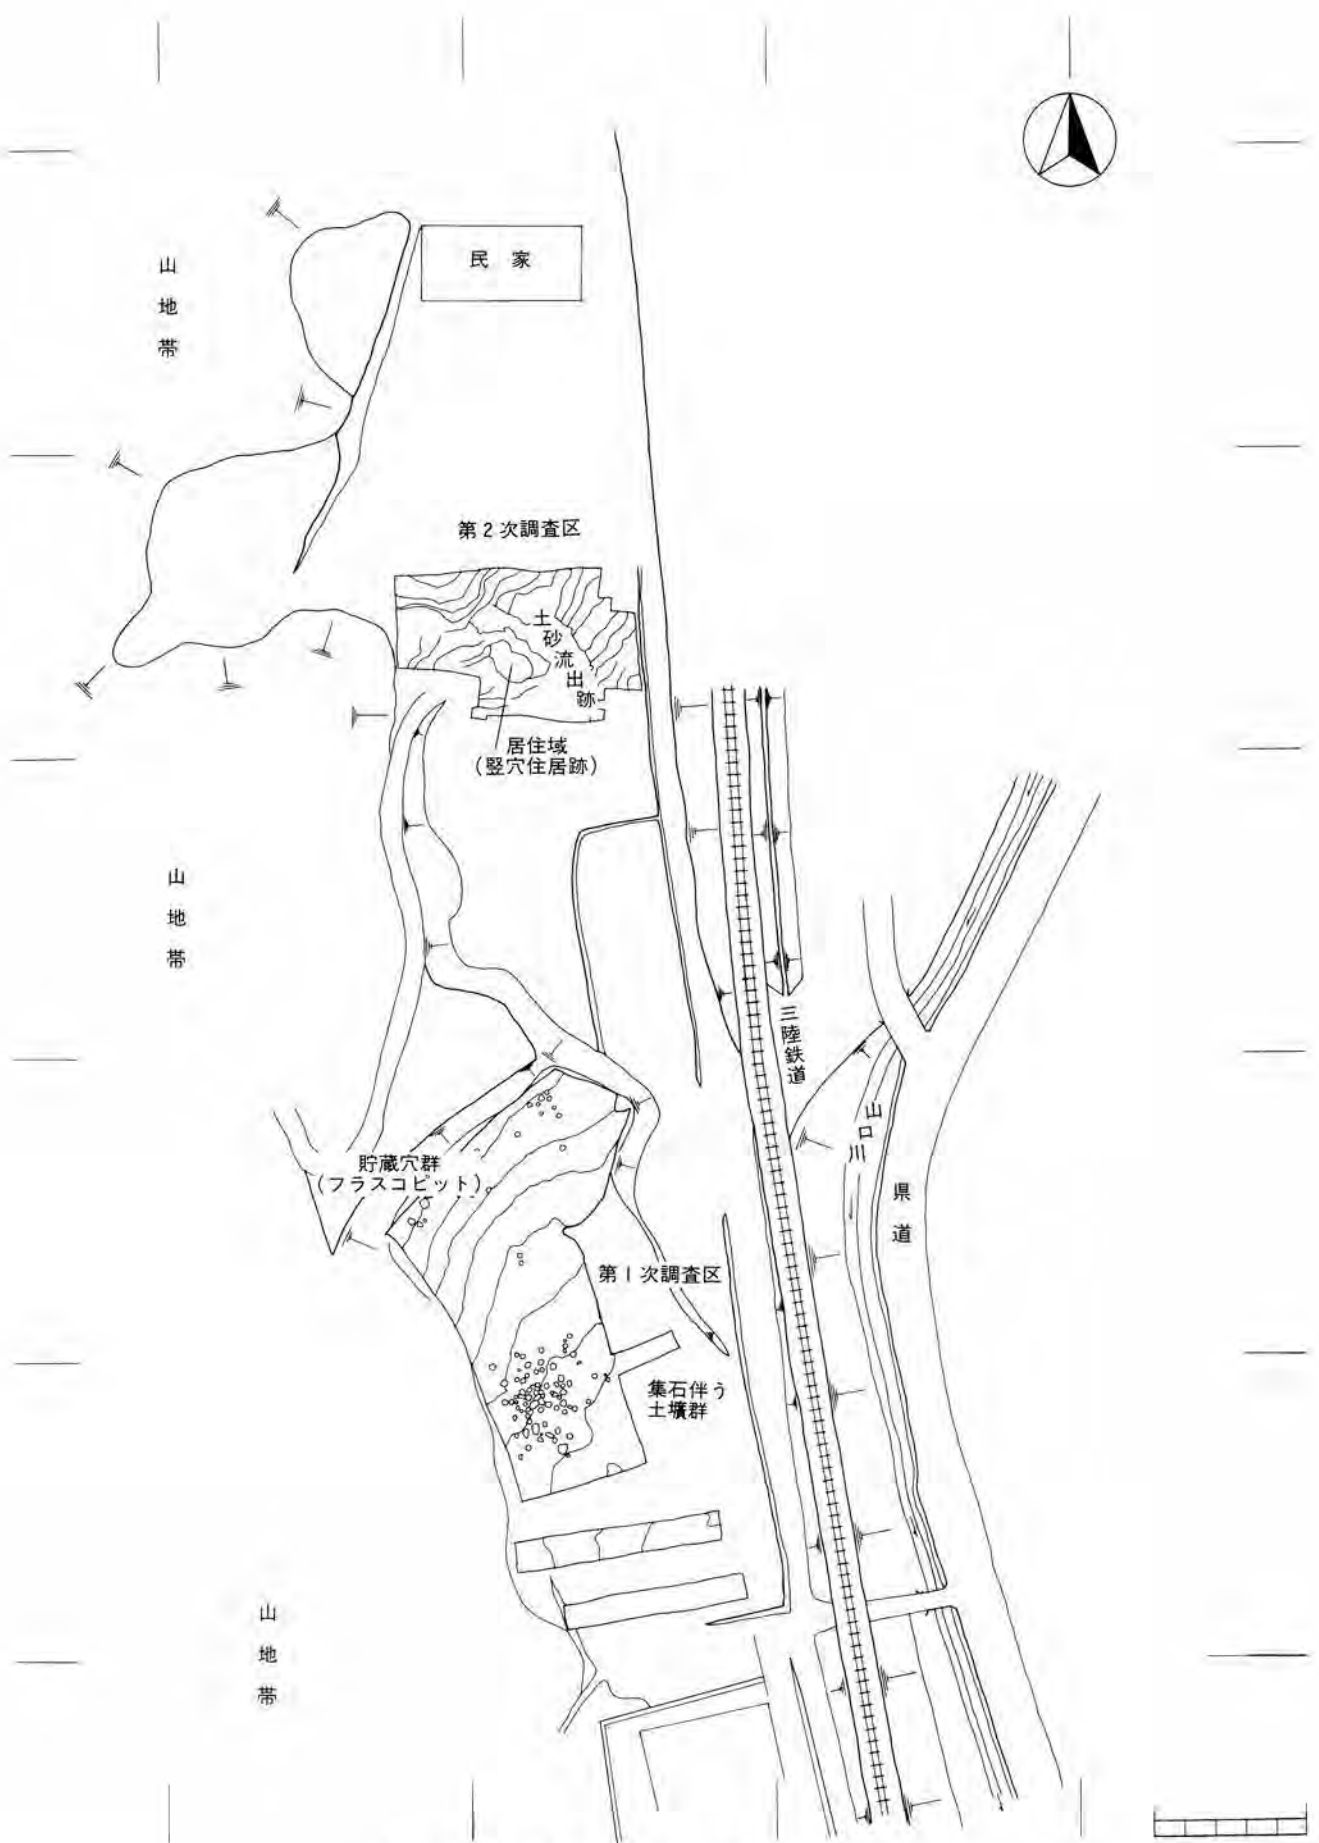 民家
山地帯
第2次調査区
土砂流出跡
居住域
(竪穴住居跡)
山地帯
三陸鉄道
山口川
県道
貯蔵穴群
(フラスコピット)
第1次調査区
集石伴う
土壙群
山地帯